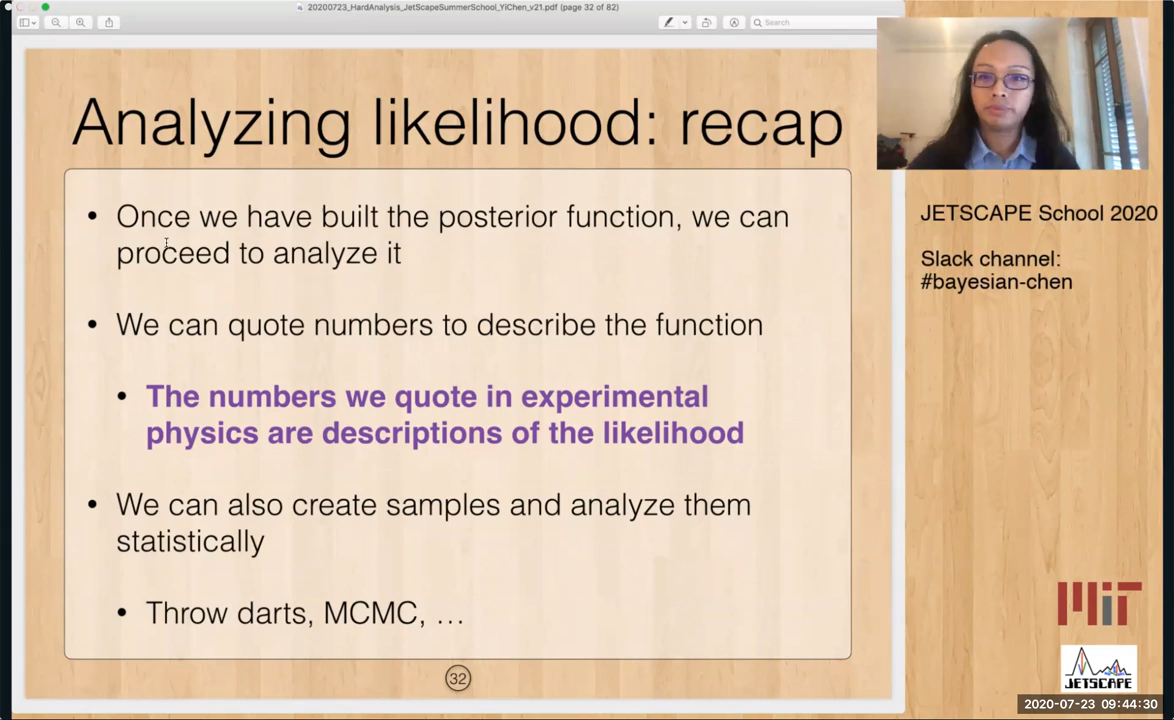 20200723_HardAnalysis_JetScapeSummerSchool_YiChen_v21.pdf (page 32 of 82)
Search
Analyzing likelihood: recap
• Once we have built the posterior function, we can
proceed to analyze it
• We can quote numbers to describe the function
• The numbers we quote in experimental
physics are descriptions of the likelihood
• We can also create samples and analyze them
statistically
• Throw darts, MCMC, …
32
JETSCAPE School 2020
Slack channel:
#bayesian-chen
MIT
JETSCAPE
2020-07-23 09:44:30